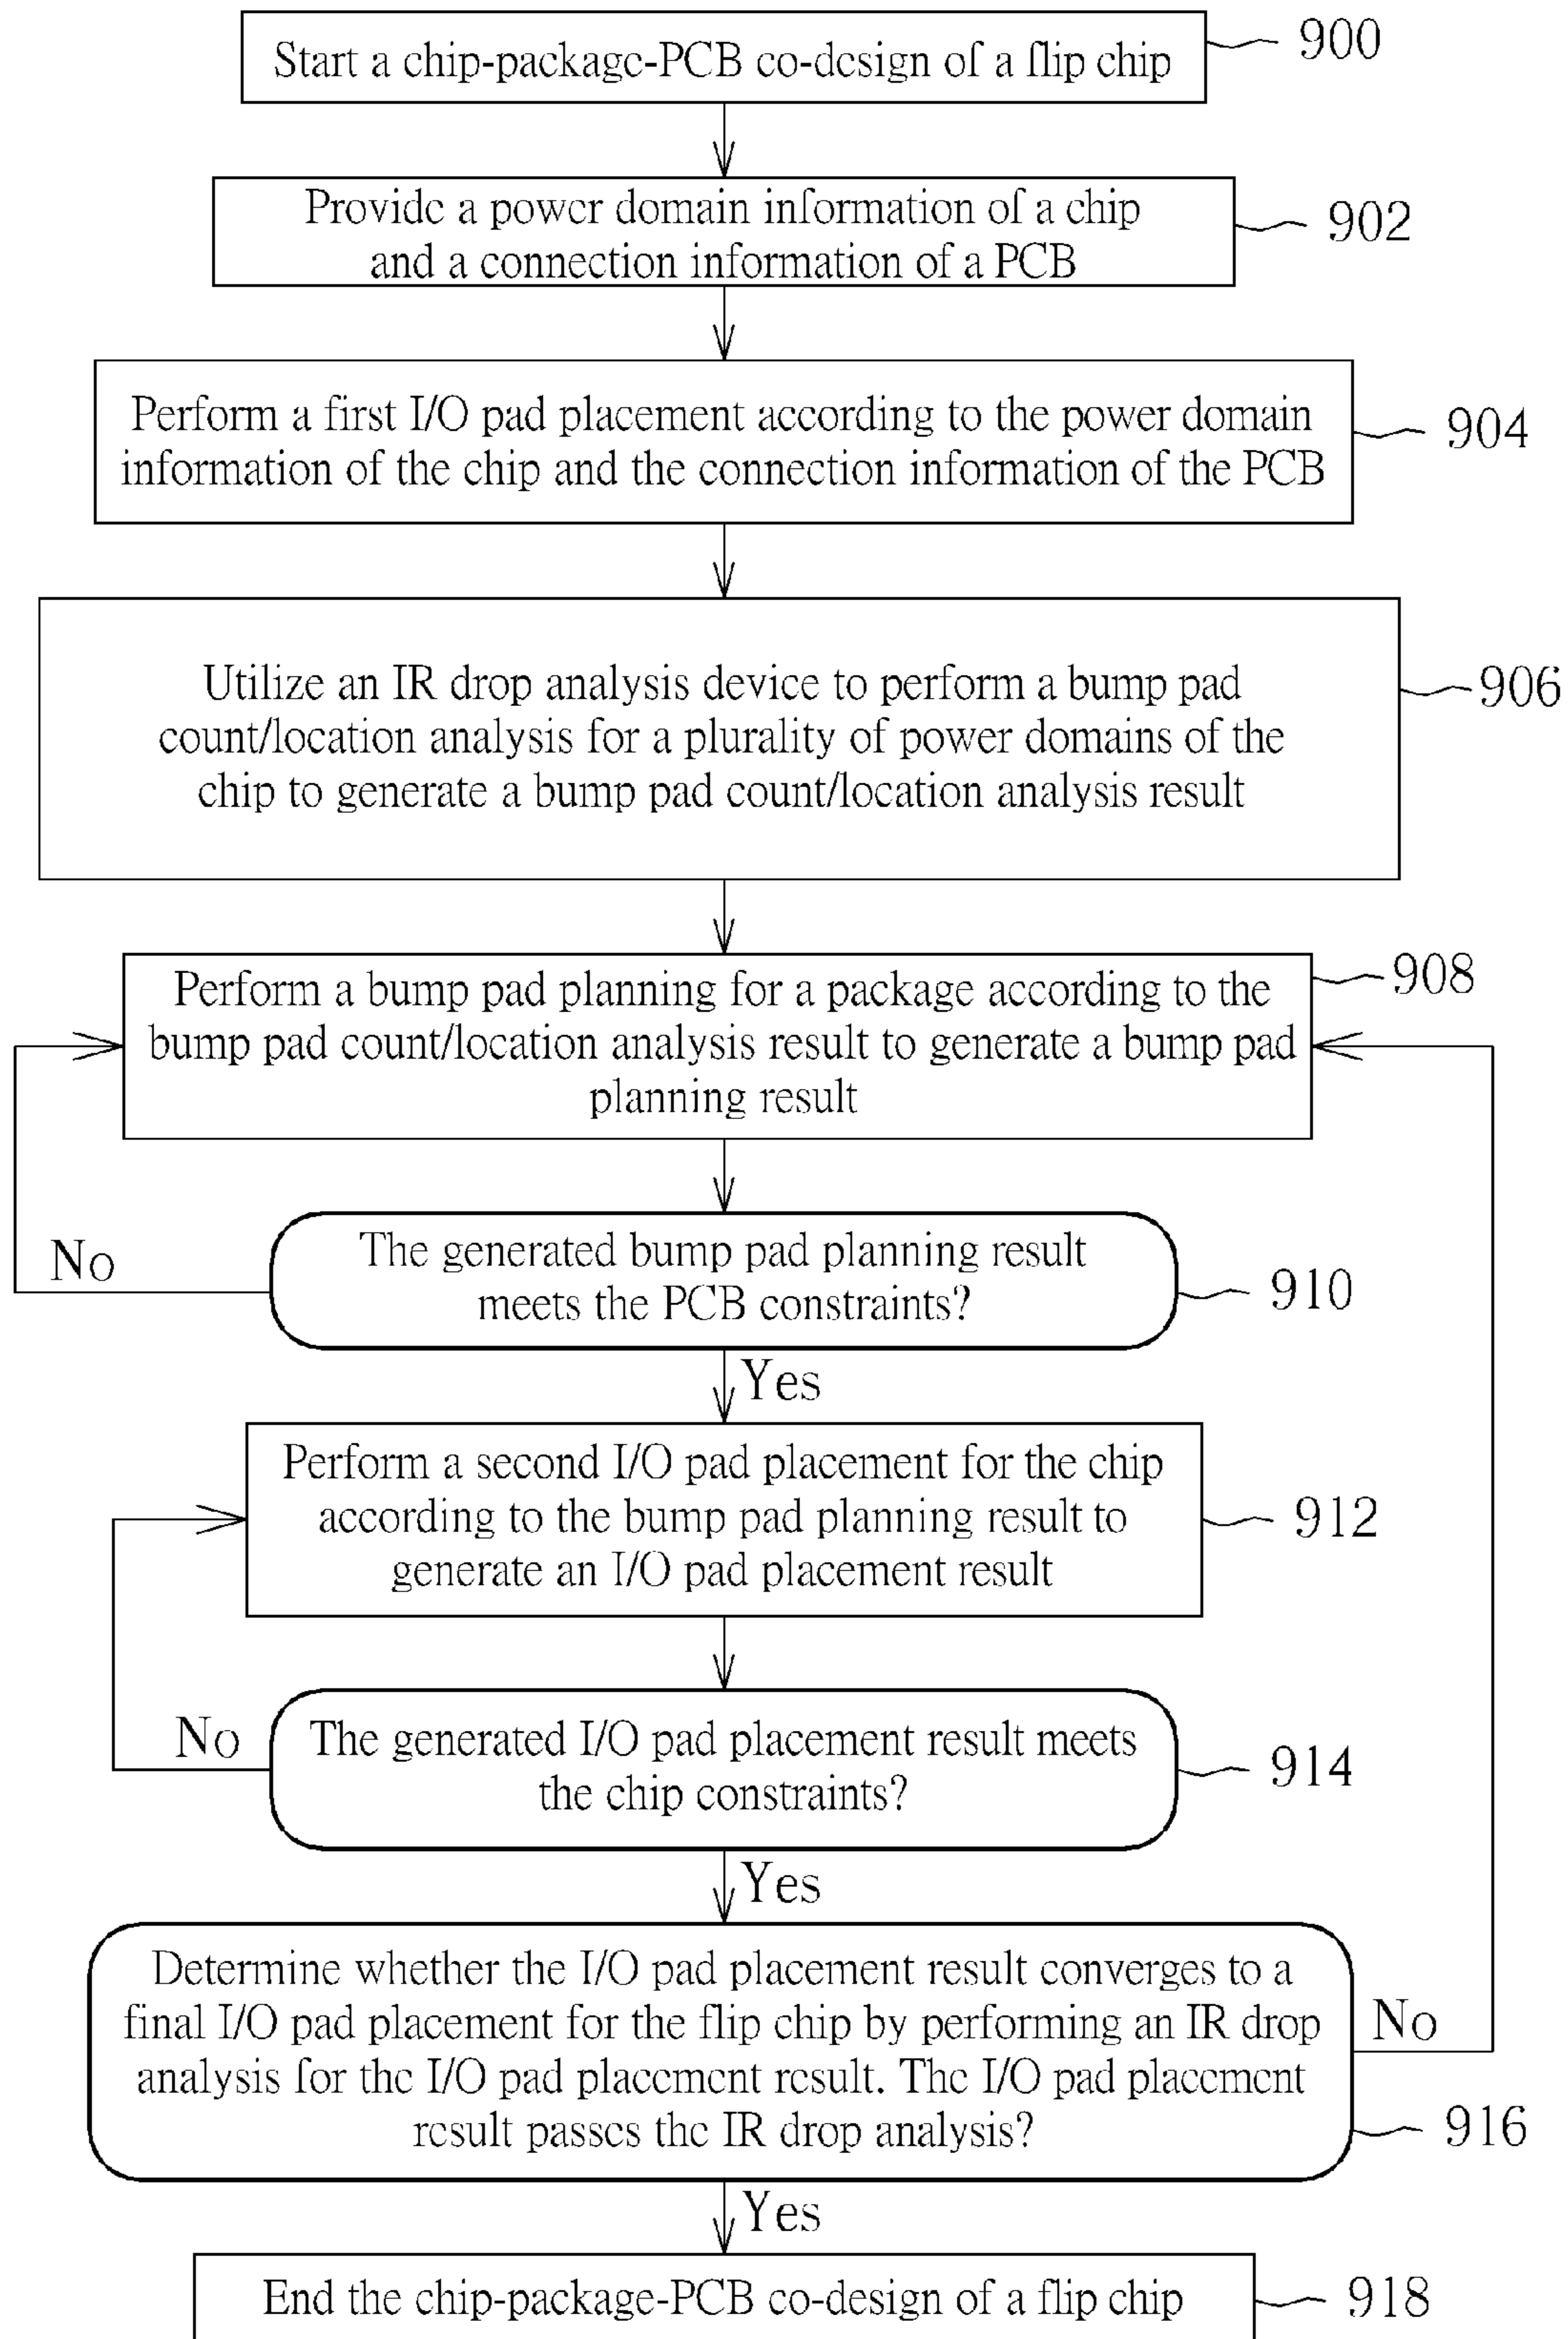 Start a chip-package-PCB co-design of a flip chip
900
Provide a power domain information of a chip
and a connection information of a PCB
902
Perform a first I/O pad placement according to the power domain
information of the chip and the connection information of the PCB
904
Utilize an IR drop analysis device to perform a bump pad
count/location analysis for a plurality of power domains of the
chip to generate a bump pad count/location analysis result
906
Perform a bump pad planning for a package according to the
bump pad count/location analysis result to generate a bump pad
planning result
908
The generated bump pad planning result
meets the PCB constraints?
910
No
Yes
Perform a second I/O pad placement for the chip
according to the bump pad planning result to
generate an I/O pad placement result
912
The generated I/O pad placement result meets
the chip constraints?
914
No
Yes
Determine whether the I/O pad placement result converges to a
final I/O pad placement for the flip chip by performing an IR drop
analysis for the I/O pad placement result. The I/O pad placement
result passes the IR drop analysis?
916
No
Yes
End the chip-package-PCB co-design of a flip chip
918